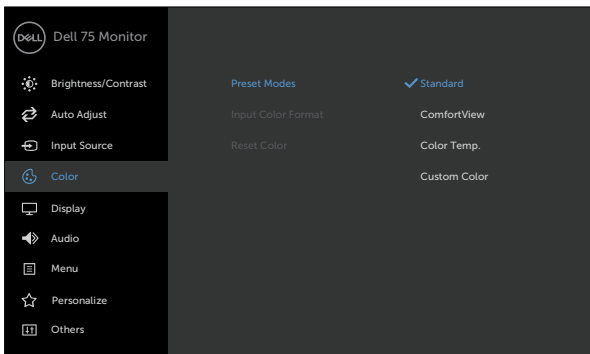 DELL Dell 75 Monitor
Brightness/Contrast Preset Modes Standard
Auto Adjust Input Color Format ComfortView
Input Source Reset Color Color Temp.
Color Custom Color
Display
Audio
Menu
Personalize
Others